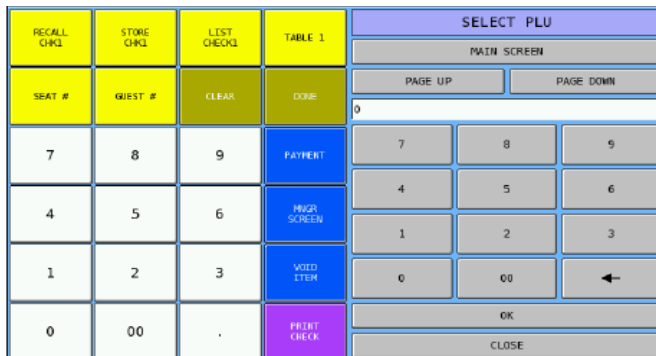 RECALL
CHK1
STORE
CHK1
LIST
CHECK1
TABLE 1
SEAT #
GUEST #
CLEAR
DONE
7
8
9
PAYMENT
4
5
6
MNGR
SCREEN
1
2
3
VOID
ITEM
0
00
.
PRINT
CHECK
SELECT PLU
MAIN SCREEN
PAGE UP
PAGE DOWN
0
7
8
9
4
5
6
1
2
3
0
00
OK
CLOSE